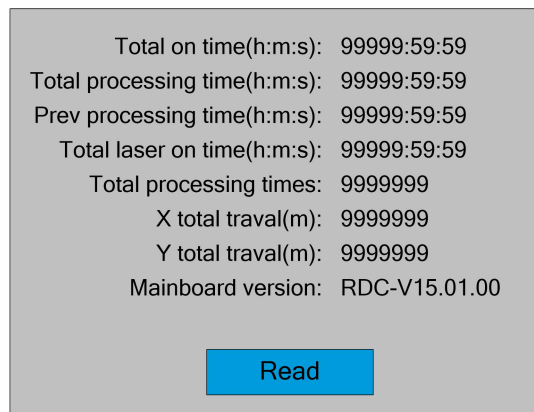 Total on time(h:m:s): 99999:59:59
Total processing time(h:m:s): 99999:59:59
Prev processing time(h:m:s): 99999:59:59
Total laser on time(h:m:s): 99999:59:59
Total processing times: 9999999
X total traval(m): 9999999
Y total traval(m): 9999999
Mainboard version: RDC-V15.01.00
Read